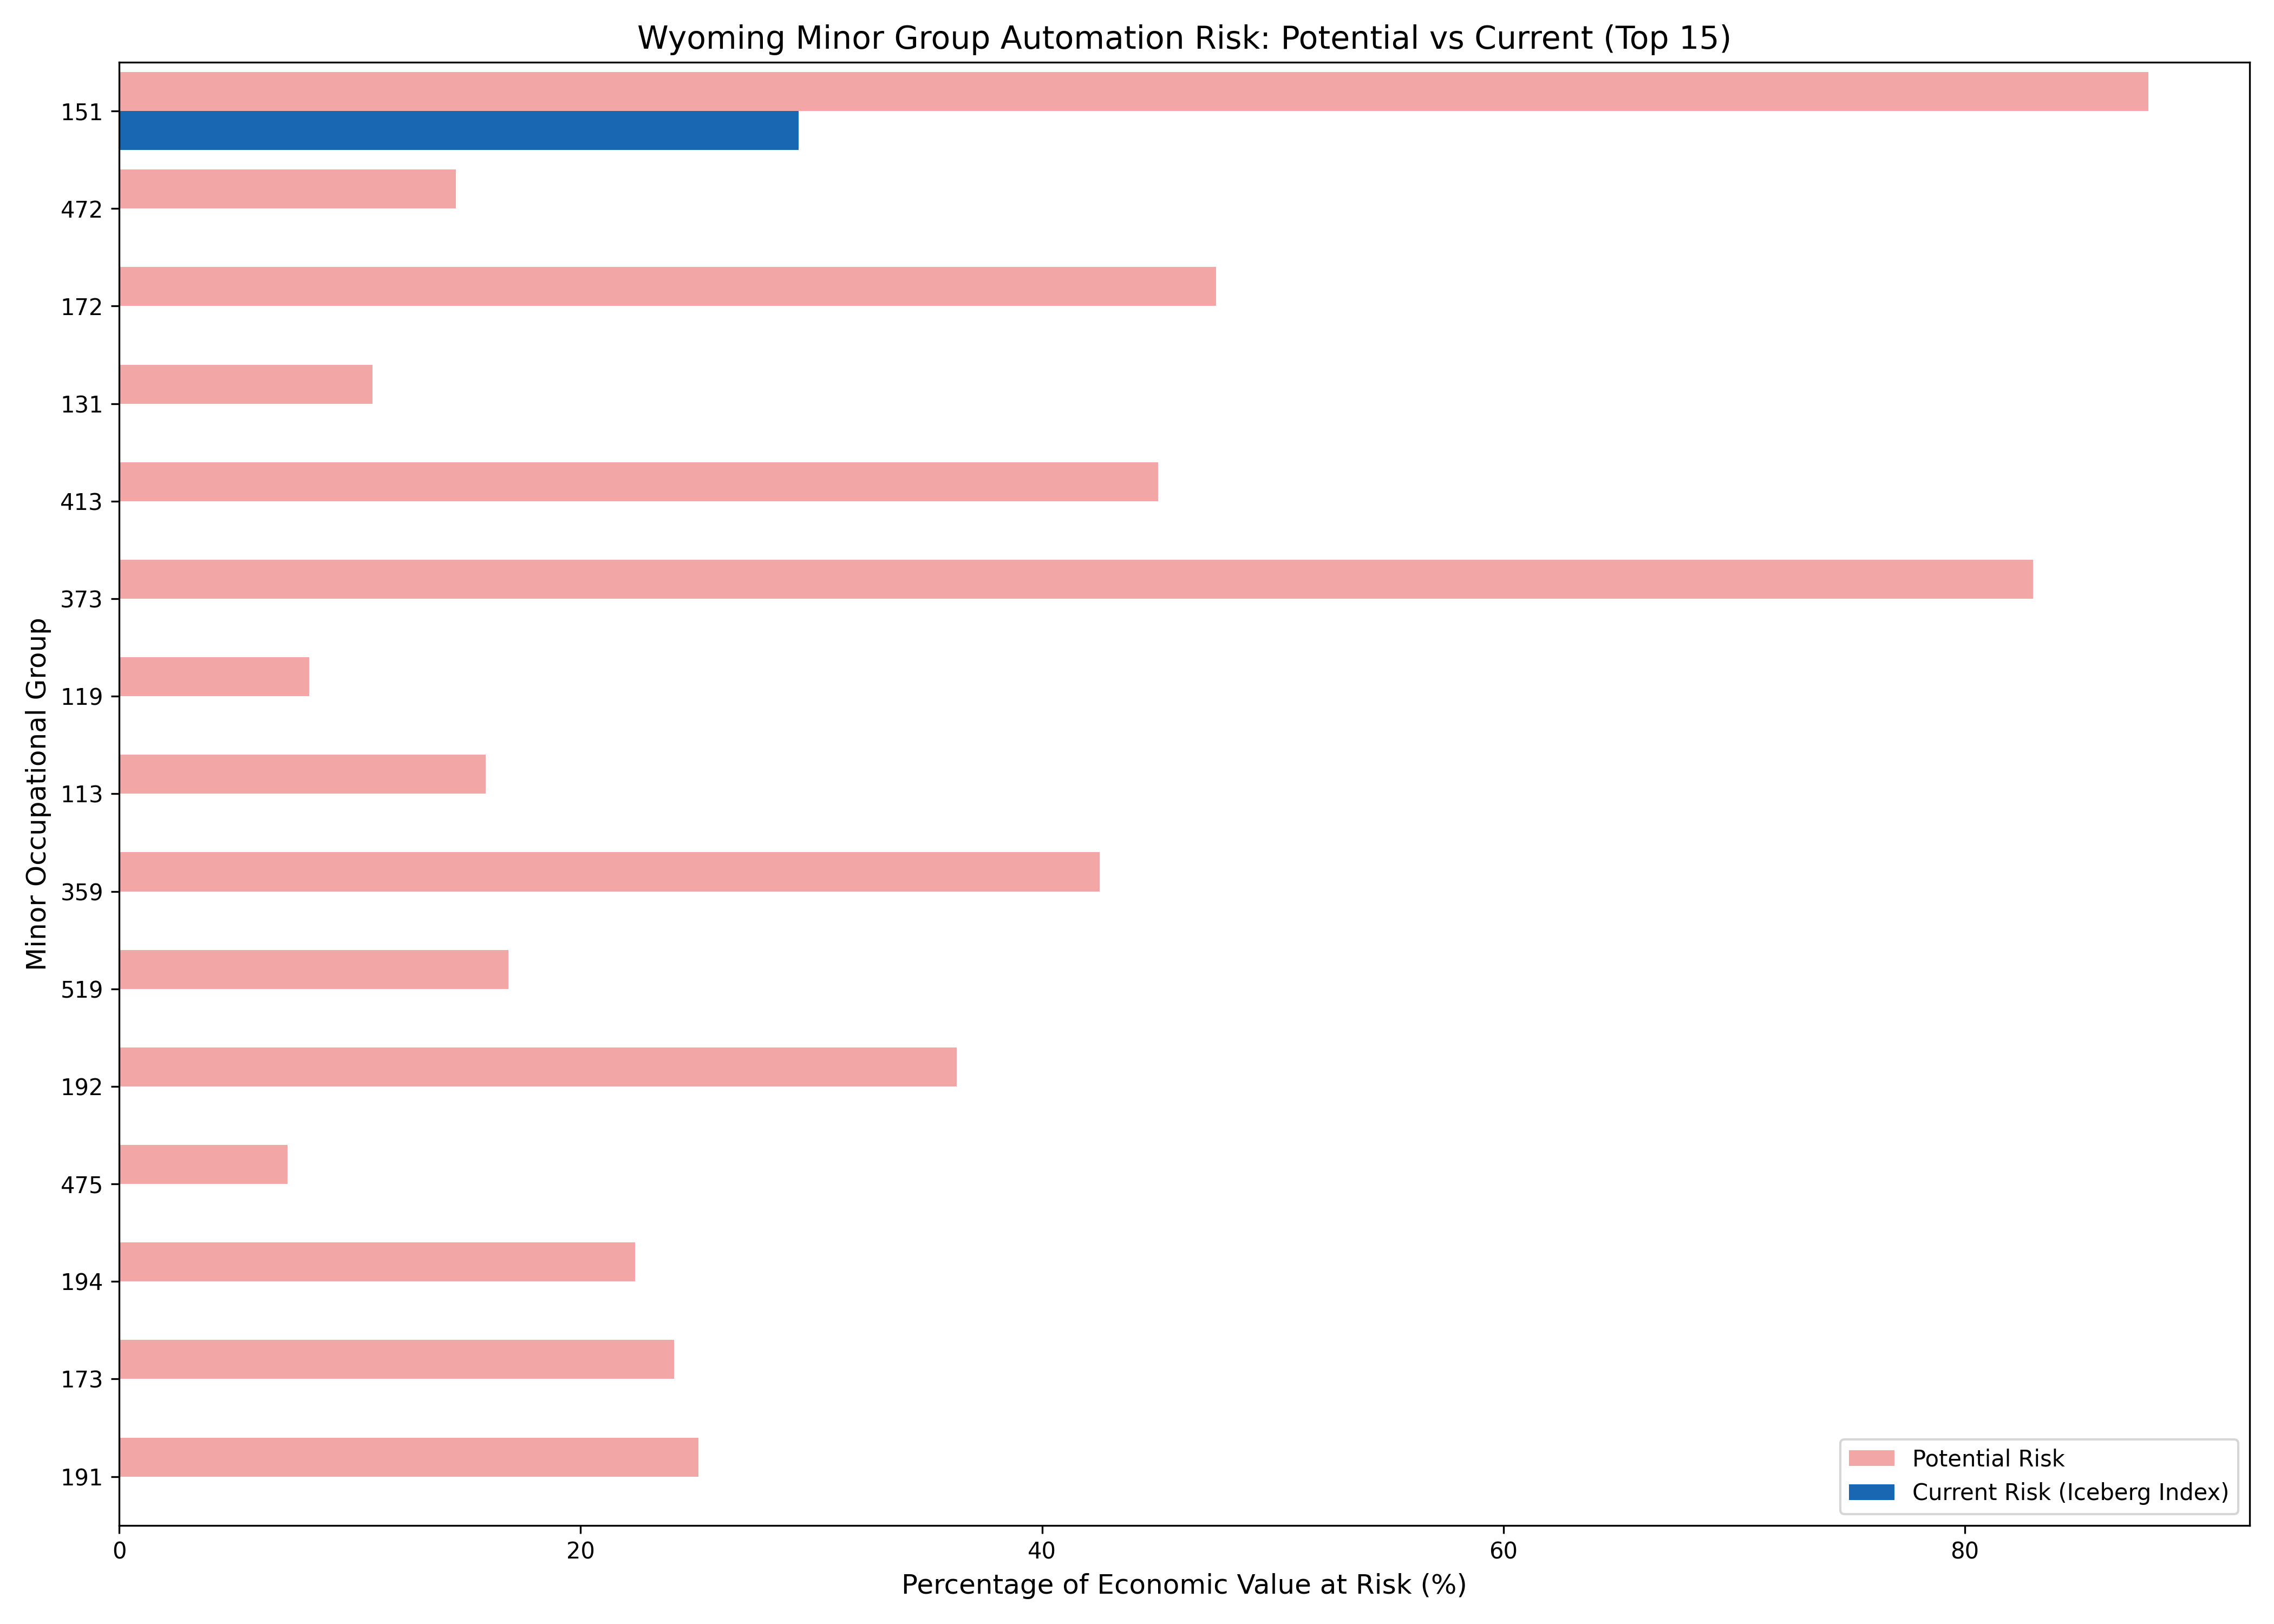 Wyoming Minor Group Automation Risk: Potential vs Current (Top 15)
Minor Occupational Group
151
472
172
131
413
373
119
113
359
519
192
475
194
173
191
Potential Risk
Current Risk (Iceberg Index)
0 20 40 60 80
Percentage of Economic Value at Risk (%)